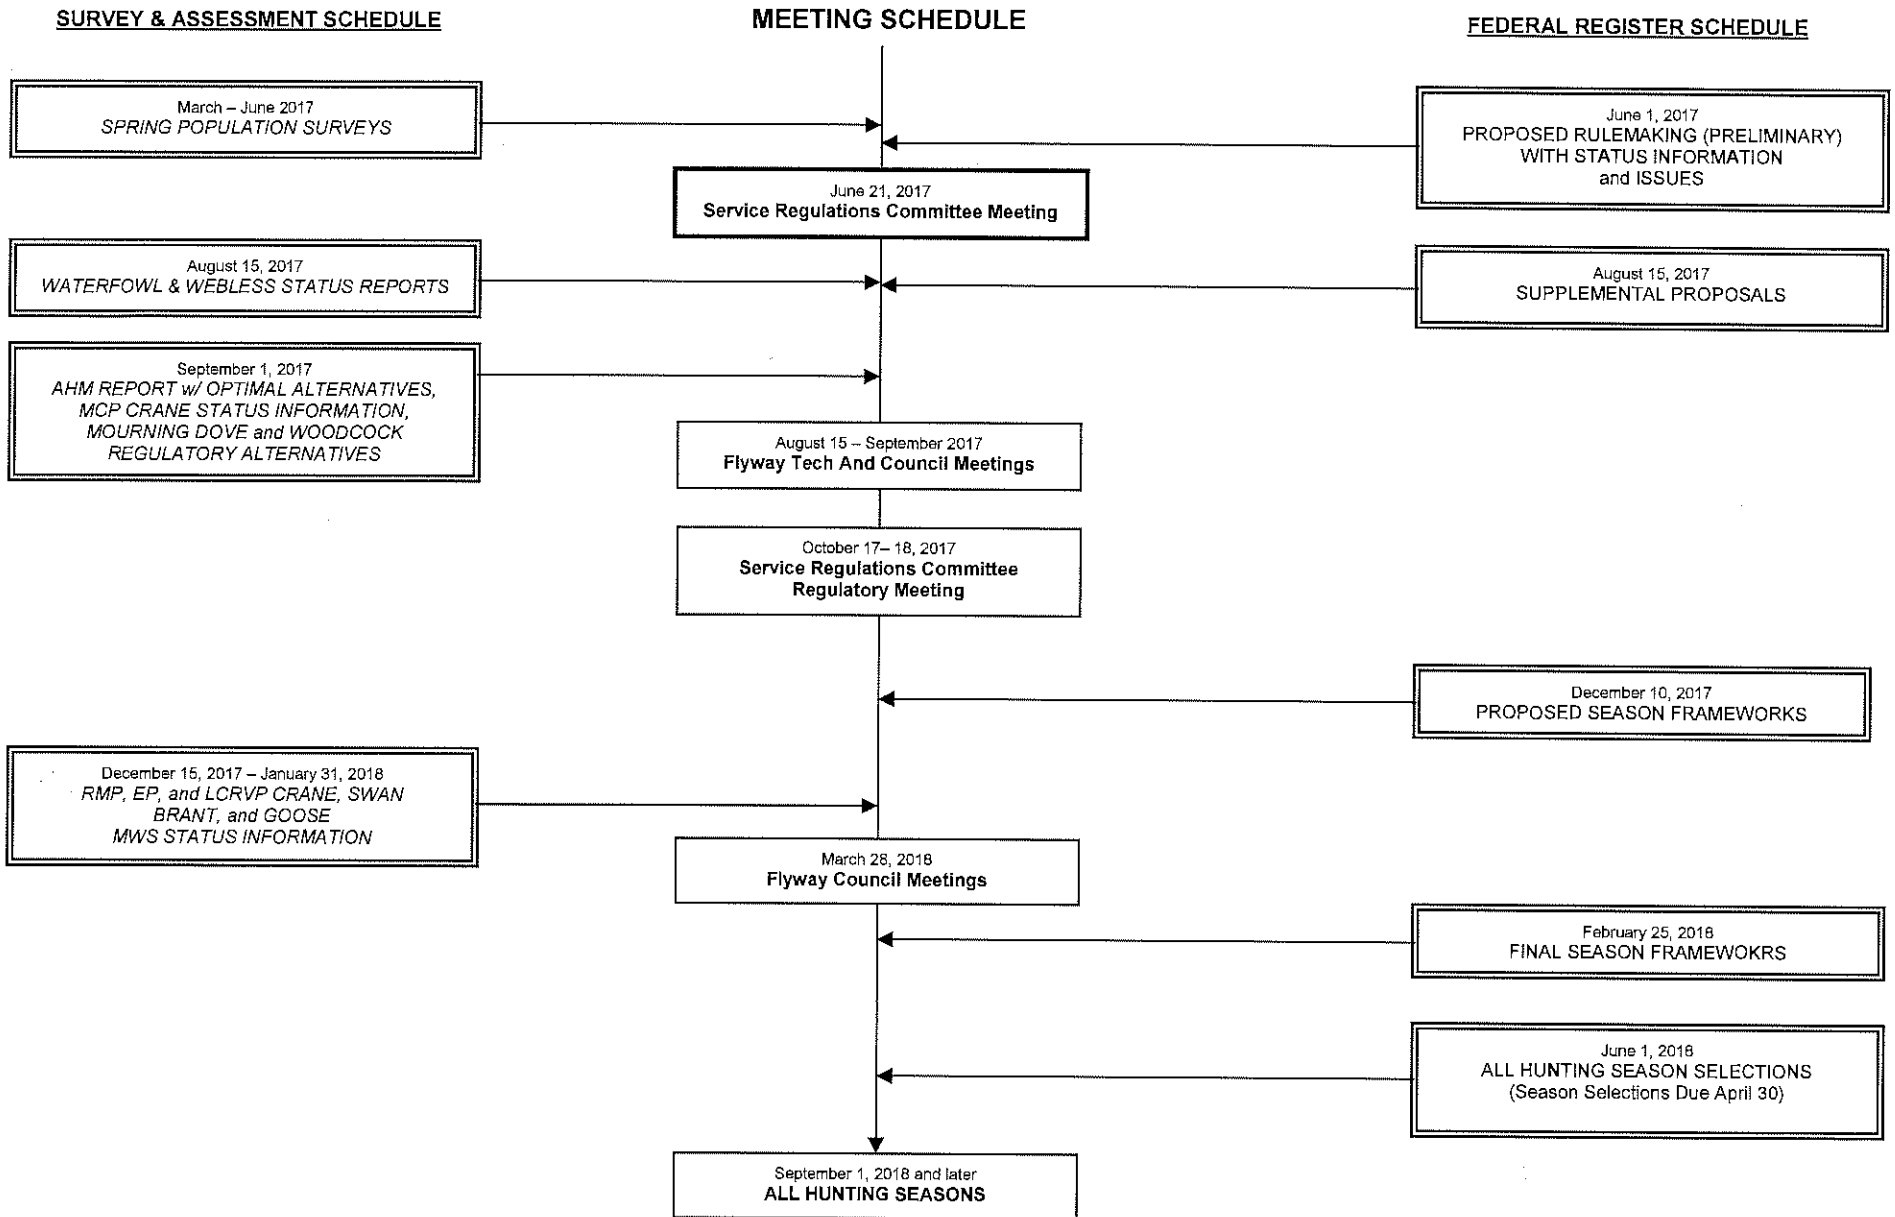 SURVEY & ASSESSMENT SCHEDULE
MEETING SCHEDULE
FEDERAL REGISTER SCHEDULE
March – June 2017
SPRING POPULATION SURVEYS
June 1, 2017
PROPOSED RULEMAKING (PRELIMINARY)
WITH STATUS INFORMATION
and ISSUES
June 21, 2017
Service Regulations Committee Meeting
August 15, 2017
WATERFOWL & WEBLESS STATUS REPORTS
August 15, 2017
SUPPLEMENTAL PROPOSALS
September 1, 2017
AHM REPORT w/ OPTIMAL ALTERNATIVES,
MCP CRANE STATUS INFORMATION,
MOURNING DOVE and WOODCOCK
REGULATORY ALTERNATIVES
August 15 – September 2017
Flyway Tech And Council Meetings
October 17– 18, 2017
Service Regulations Committee
Regulatory Meeting
December 10, 2017
PROPOSED SEASON FRAMEWORKS
December 15, 2017 – January 31, 2018
RMP, EP, and LCRVP CRANE, SWAN
BRANT, and GOOSE
MWS STATUS INFORMATION
March 28, 2018
Flyway Council Meetings
February 25, 2018
FINAL SEASON FRAMEWOKRS
June 1, 2018
ALL HUNTING SEASON SELECTIONS
(Season Selections Due April 30)
September 1, 2018 and later
ALL HUNTING SEASONS